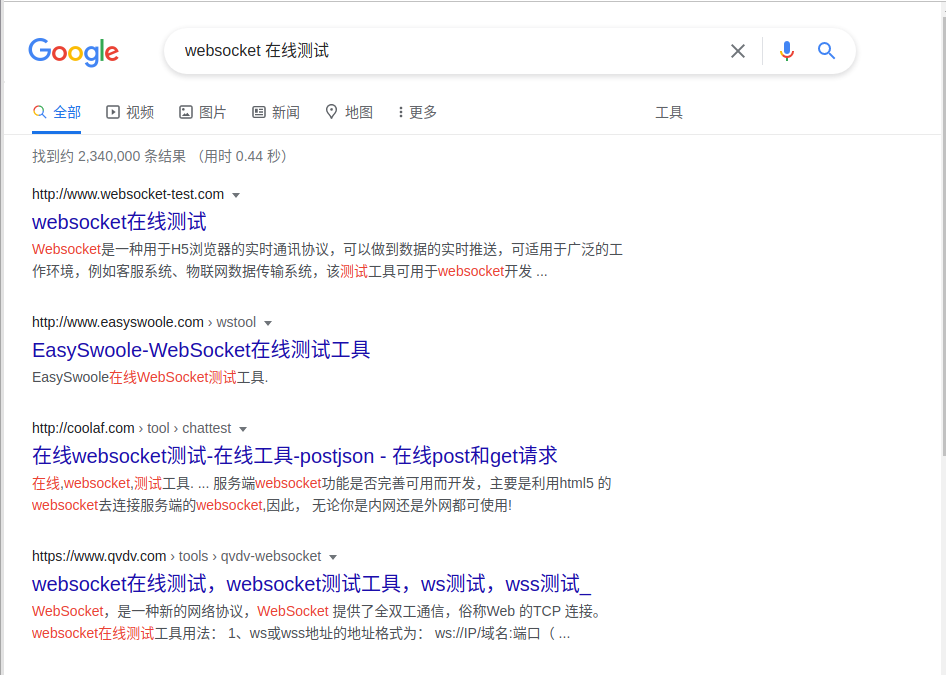 Google
websocket 在线测试
全部 视频 图片 新闻 地图 更多 工具
找到约 2,340,000 条结果 （用时 0.44 秒）
http://www.websocket-test.com
websocket在线测试
Websocket是一种用于H5浏览器的实时通讯协议，可以做到数据的实时推送，可适用于广泛的工
作环境，例如客服系统、物联网数据传输系统，该测试工具可用于websocket开发 ...
http://www.easyswoole.com › wstool
EasySwoole-WebSocket在线测试工具
EasySwoole在线WebSocket测试工具.
http://coolaf.com › tool › chattest
在线websocket测试-在线工具-postjson - 在线post和get请求
在线,websocket,测试工具. ... 服务端websocket功能是否完善可用而开发，主要是利用html5 的
websocket去连接服务端的websocket,因此， 无论你是内网还是外网都可使用!
https://www.qvdv.com › tools › qvdv-websocket
websocket在线测试，websocket测试工具，ws测试，wss测试_
WebSocket，是一种新的网络协议，WebSocket 提供了全双工通信，俗称Web 的TCP 连接。
websocket在线测试工具用法： 1、ws或wss地址的地址格式为： ws://IP/域名:端口（ ...